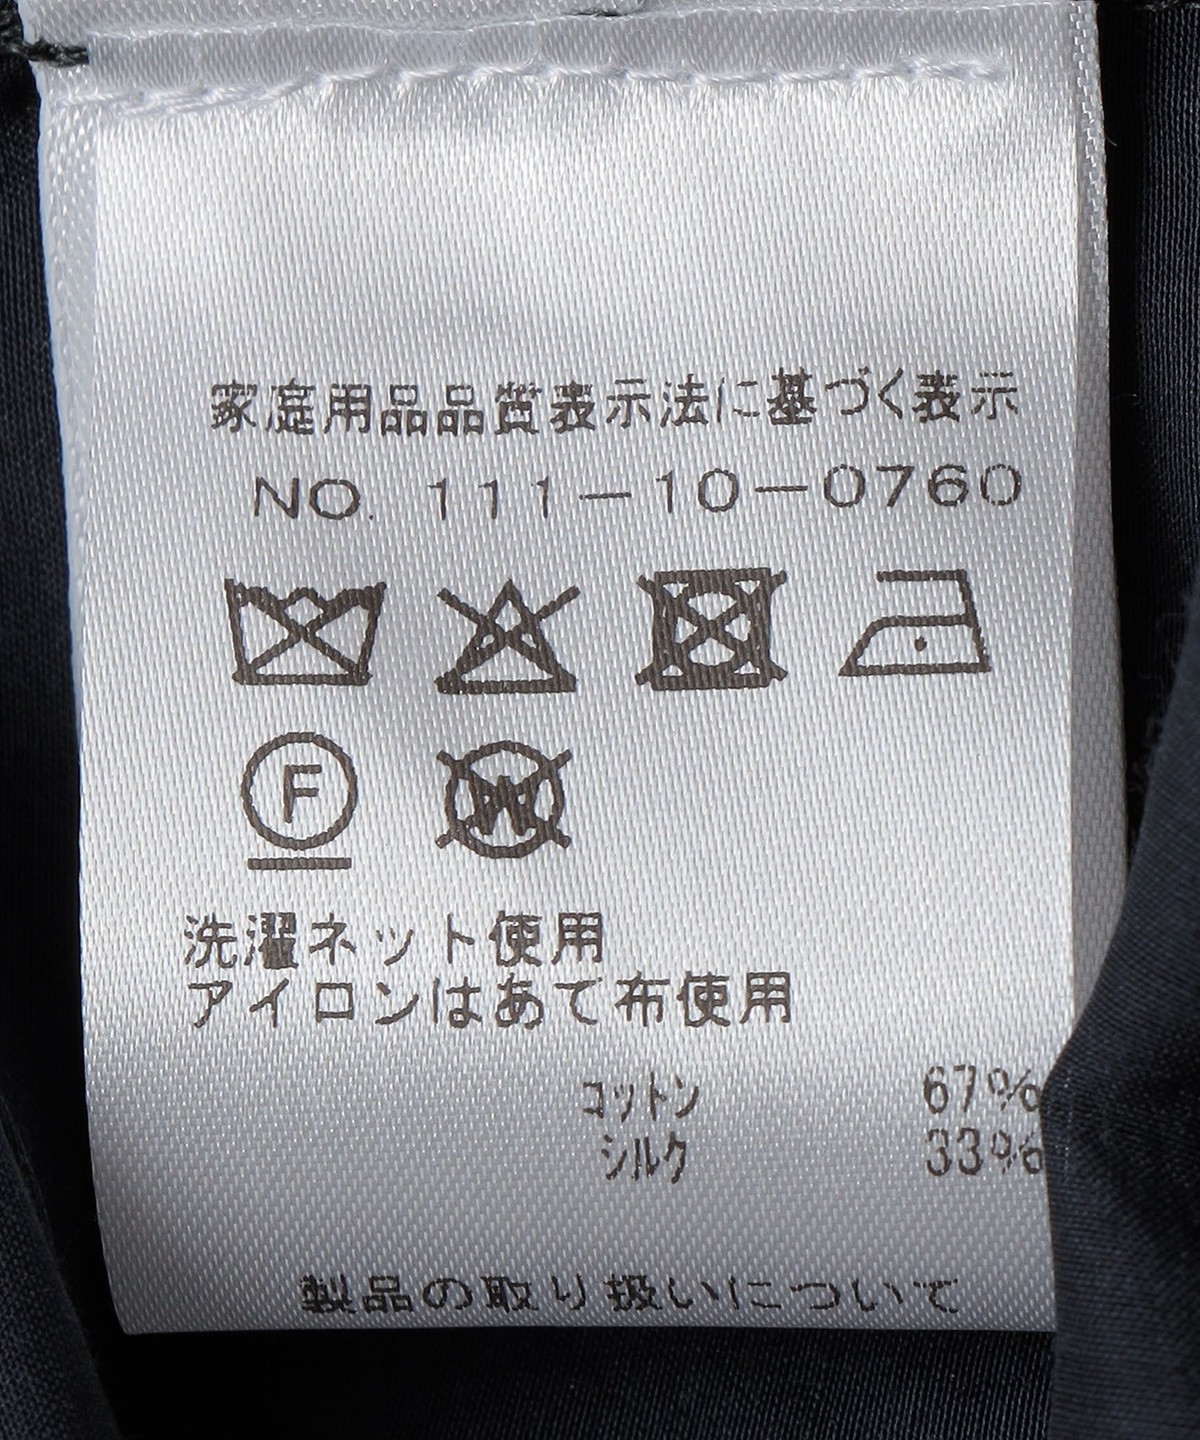 家庭用品品質表示法に基づく表示
NO. 111-10-0760
F
W
洗濯ネット使用
アイロンはあて布使用
コットン 67%
シルク 33%
製品の取り扱いについて